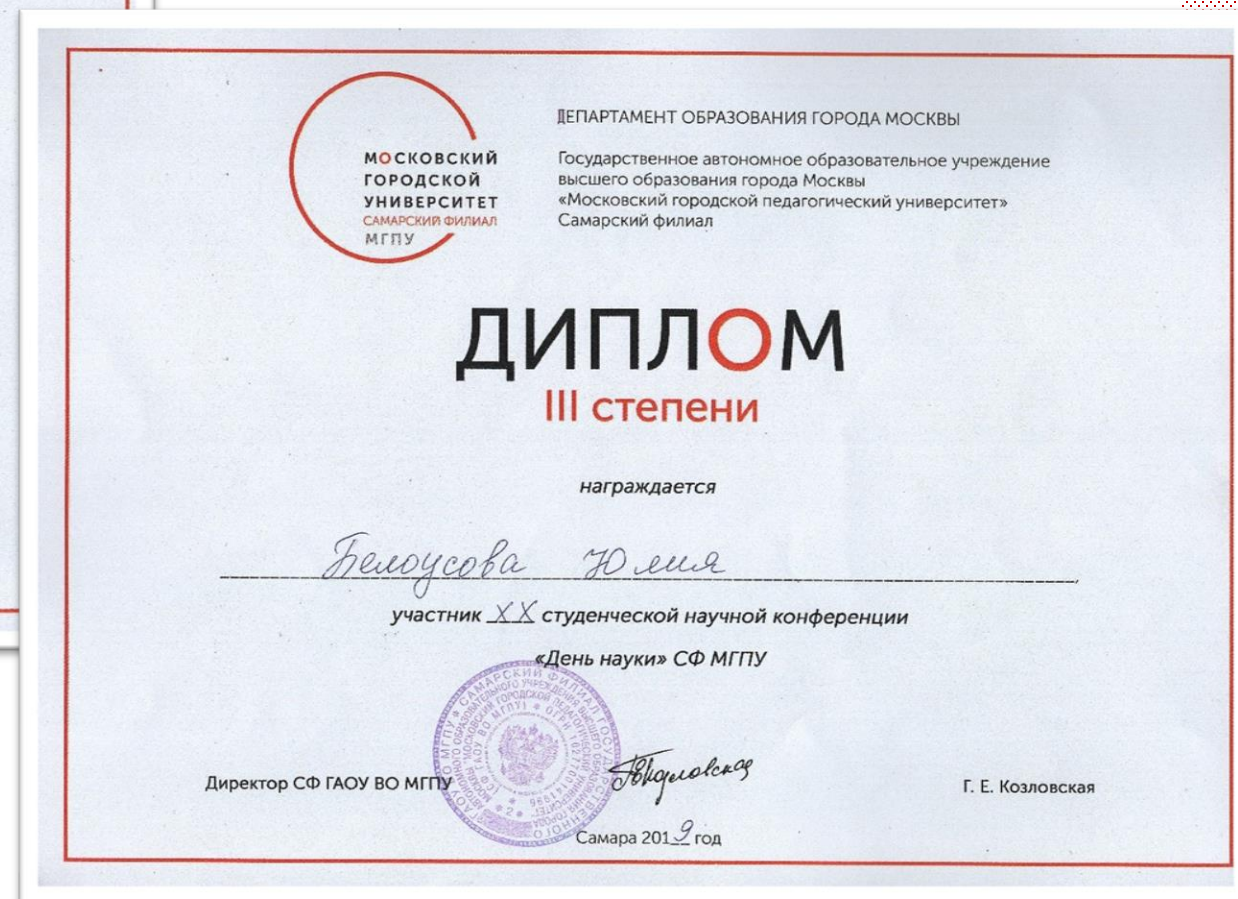 МОСКОВСКИЙ
ГОРОДСКОЙ
УНИВЕРСИТЕТ
САМАРСКИЙ ФИЛИАЛ
МГПУ
ДЕПАРТАМЕНТ ОБРАЗОВАНИЯ ГОРОДА МОСКВЫ
Государственное автономное образовательное учреждение
высшего образования города Москвы
«Московский городской педагогический университет»
Самарский филиал
ДИПЛОМ
III степени
награждается
Белоусова Юлия
участник XX студенческой научной конференции
«День науки» СФ МГПУ
Директор СФ ГАОУ ВО МГПУ
Г. Е. Козловская
Самара 2019 год